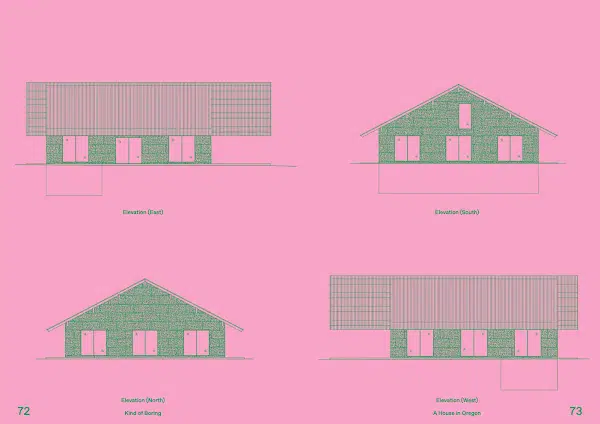 Elevation (East)
Elevation (South)
Elevation (North)
Elevation (West)
72
Kind of Boring
A House in Oregon
73